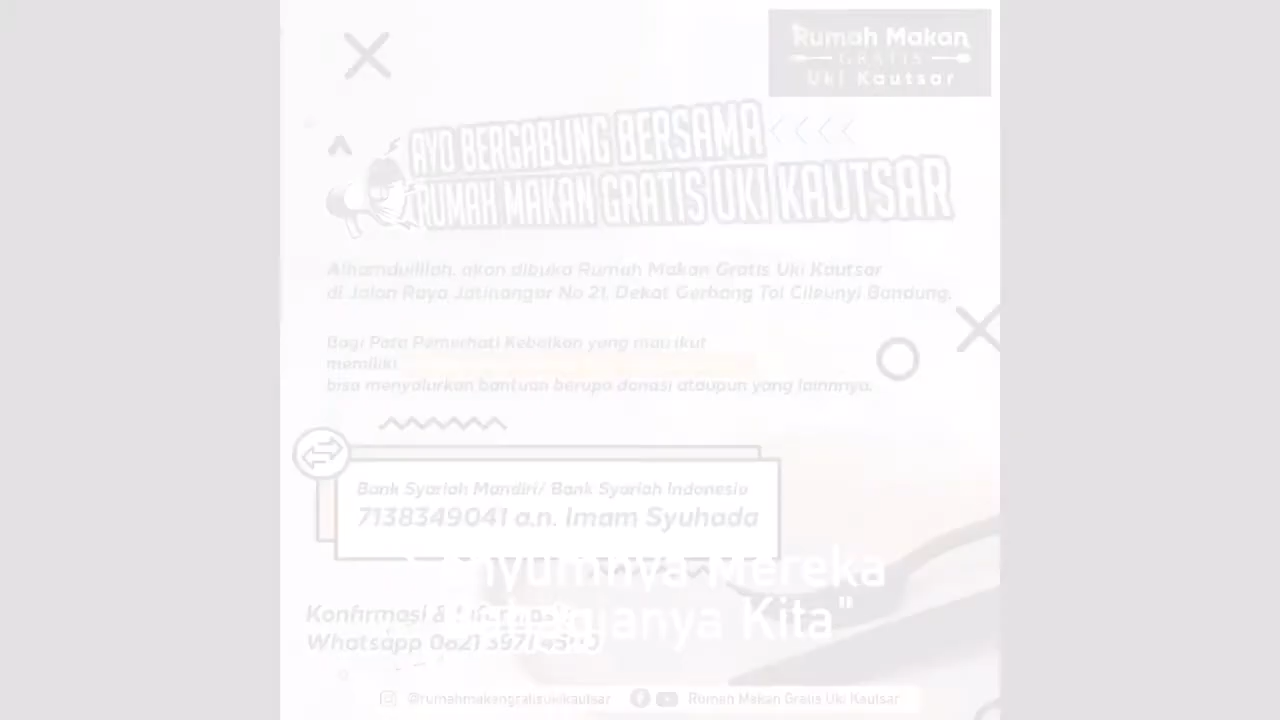 Rumah Makan
GRATIS
Uki Kautsar
AYO BERGABUNG BERSAMA
RUMAH MAKAN GRATIS UKI KAUTSAR
Alhamdulillah, akan dibuka Rumah Makan Gratis Uki Kautsar
di Jalan Raya Jatinangor No 21, Dekat Gerbang Tol Cileunyi Bandung.
Bagi Para Pemerhati Kebaikan yang mau ikut
memiliki,
bisa menyalurkan bantuan berupa donasi ataupun yang lainnnya.
Bank Syariah Mandiri/ Bank Syariah Indonesia
7138349041 a.n. Imam Syuhada
Mereka
Kita"
Konfirmasi &
Whatsapp
@rumahmakangratisukikautsar
Rumah Makan Gratis Uki Kautsar